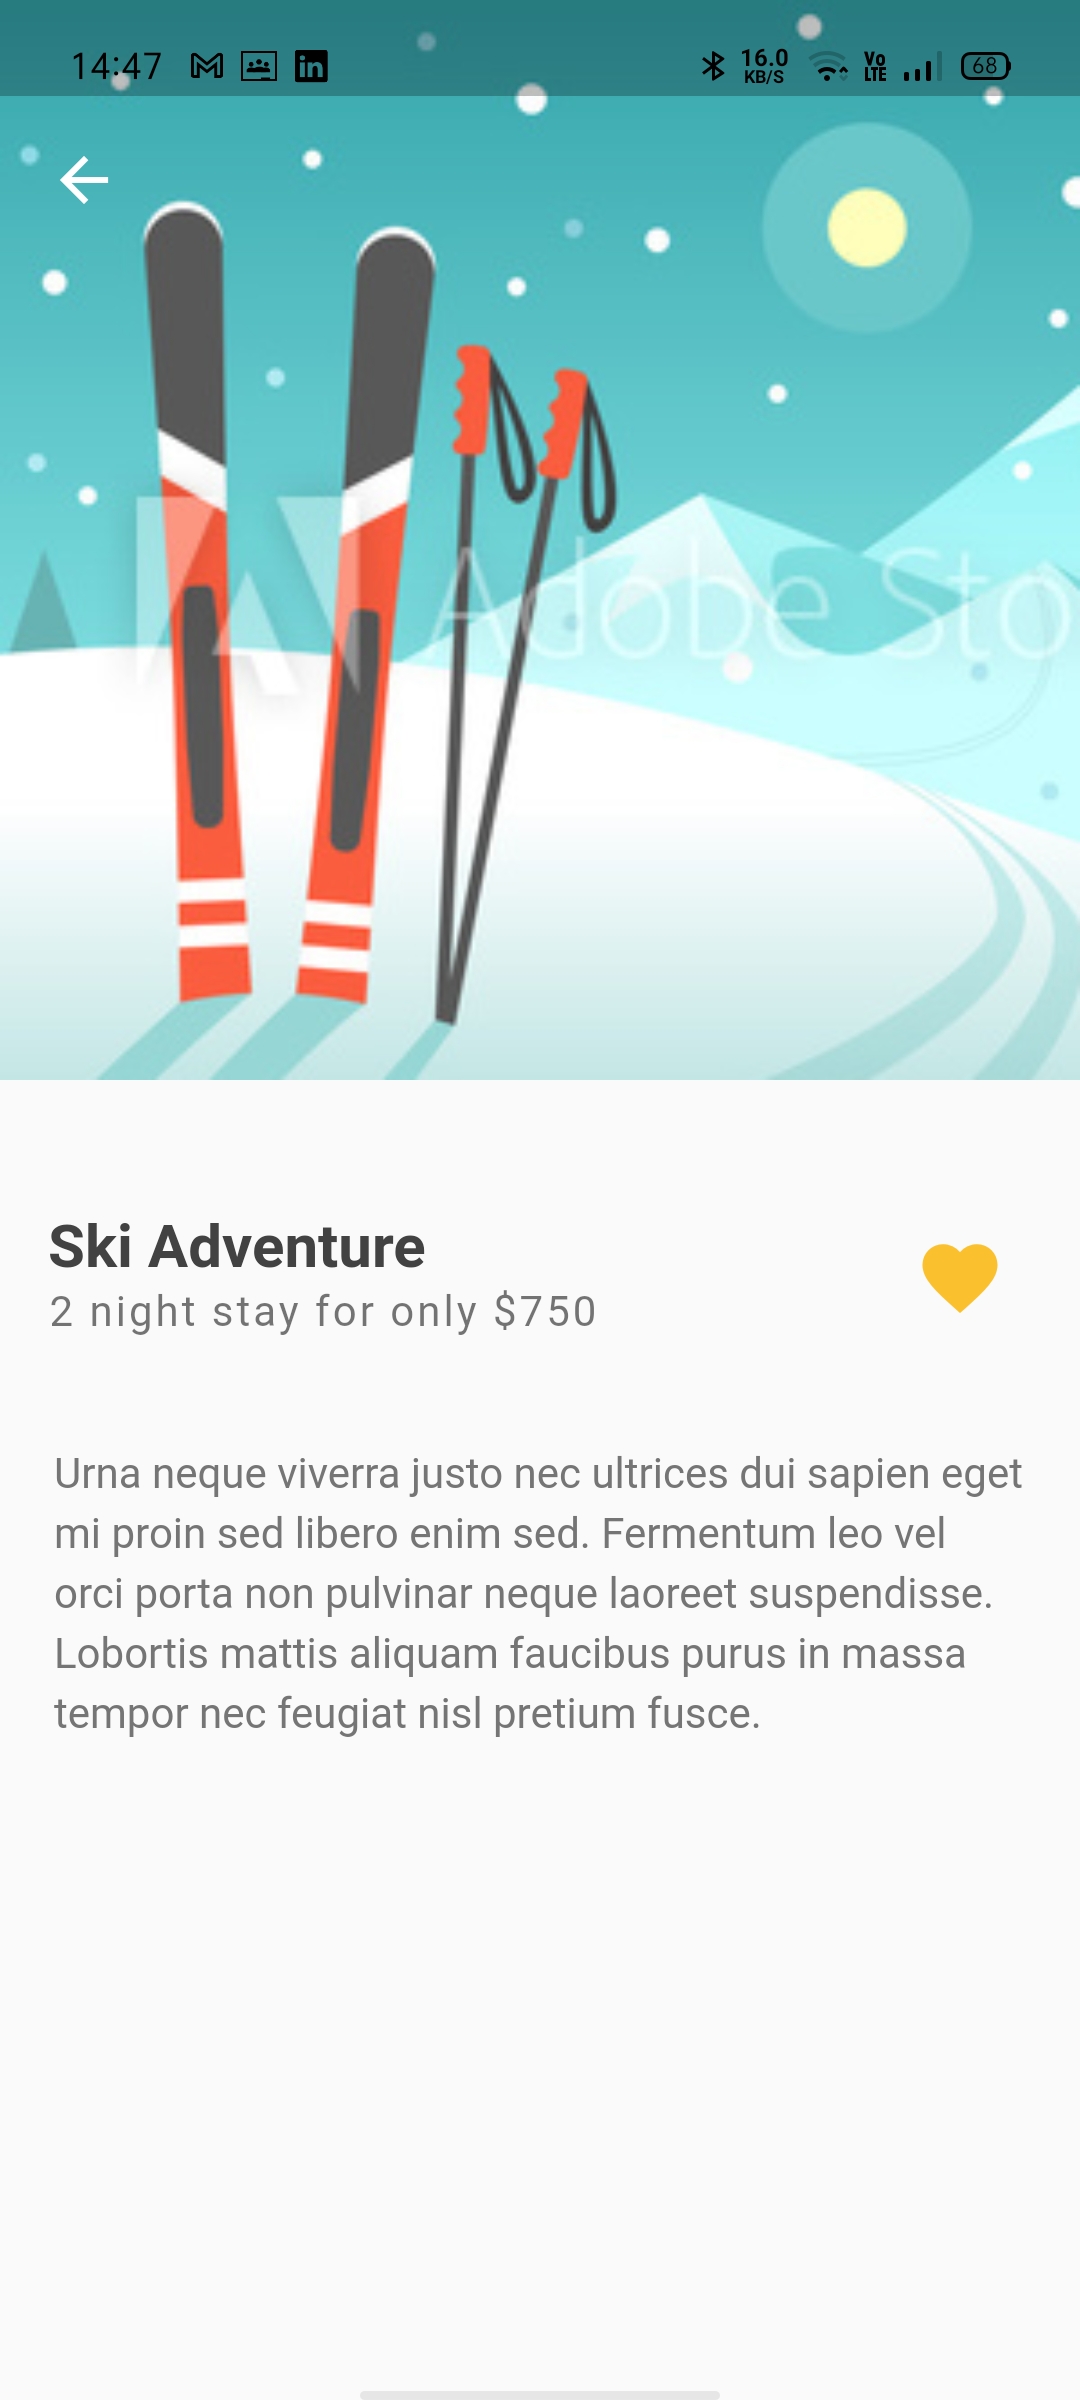 14:47 in 16.0 KB/S Vo LTE 68
Adobe Sto
Ski Adventure
2 night stay for only $750
Urna neque viverra justo nec ultrices dui sapien eget
mi proin sed libero enim sed. Fermentum leo vel
orci porta non pulvinar neque laoreet suspendisse.
Lobortis mattis aliquam faucibus purus in massa
tempor nec feugiat nisl pretium fusce.